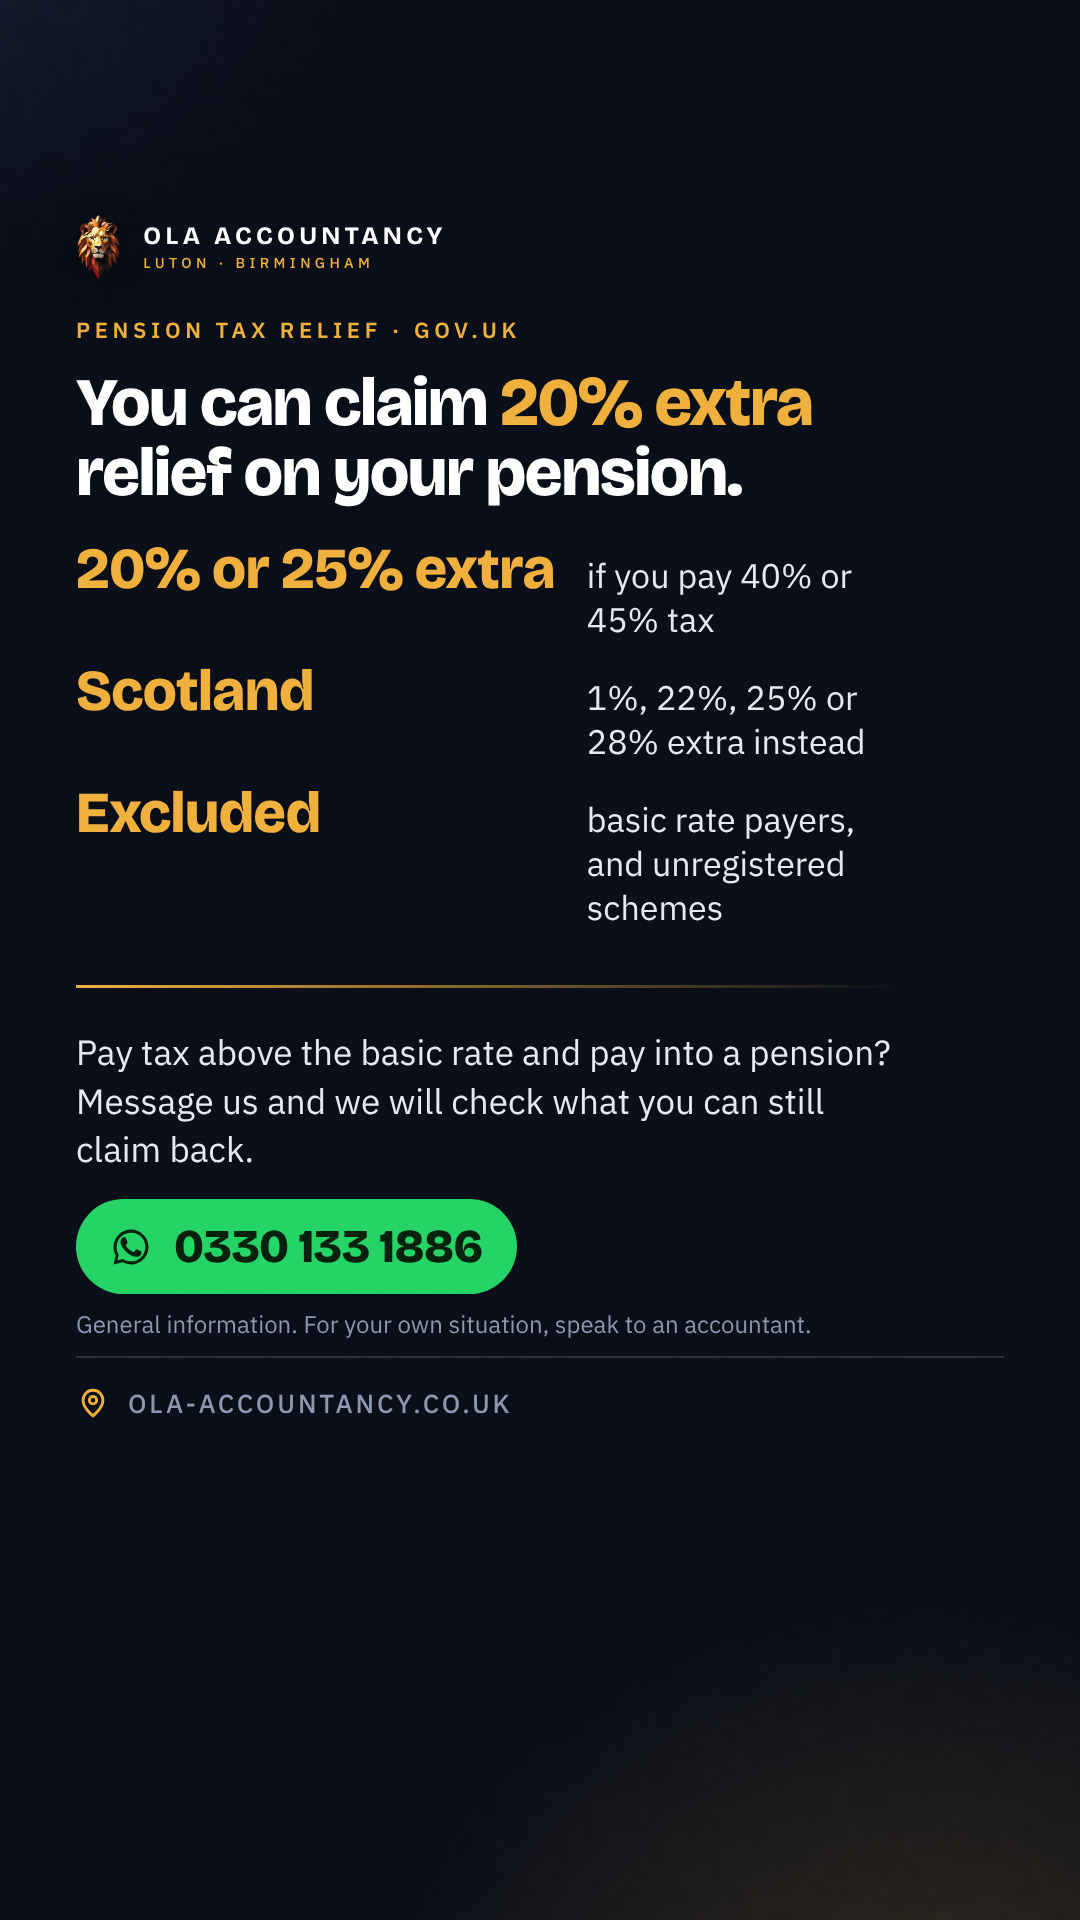 OLA ACCOUNTANCY
LUTON · BIRMINGHAM
PENSION TAX RELIEF · GOV.UK
You can claim 20% extra
relief on your pension.
20% or 25% extra
if you pay 40% or
45% tax
Scotland
1%, 22%, 25% or
28% extra instead
Excluded
basic rate payers,
and unregistered
schemes
Pay tax above the basic rate and pay into a pension?
Message us and we will check what you can still
claim back.
0330 133 1886
General information. For your own situation, speak to an accountant.
OLA-ACCOUNTANCY.CO.UK